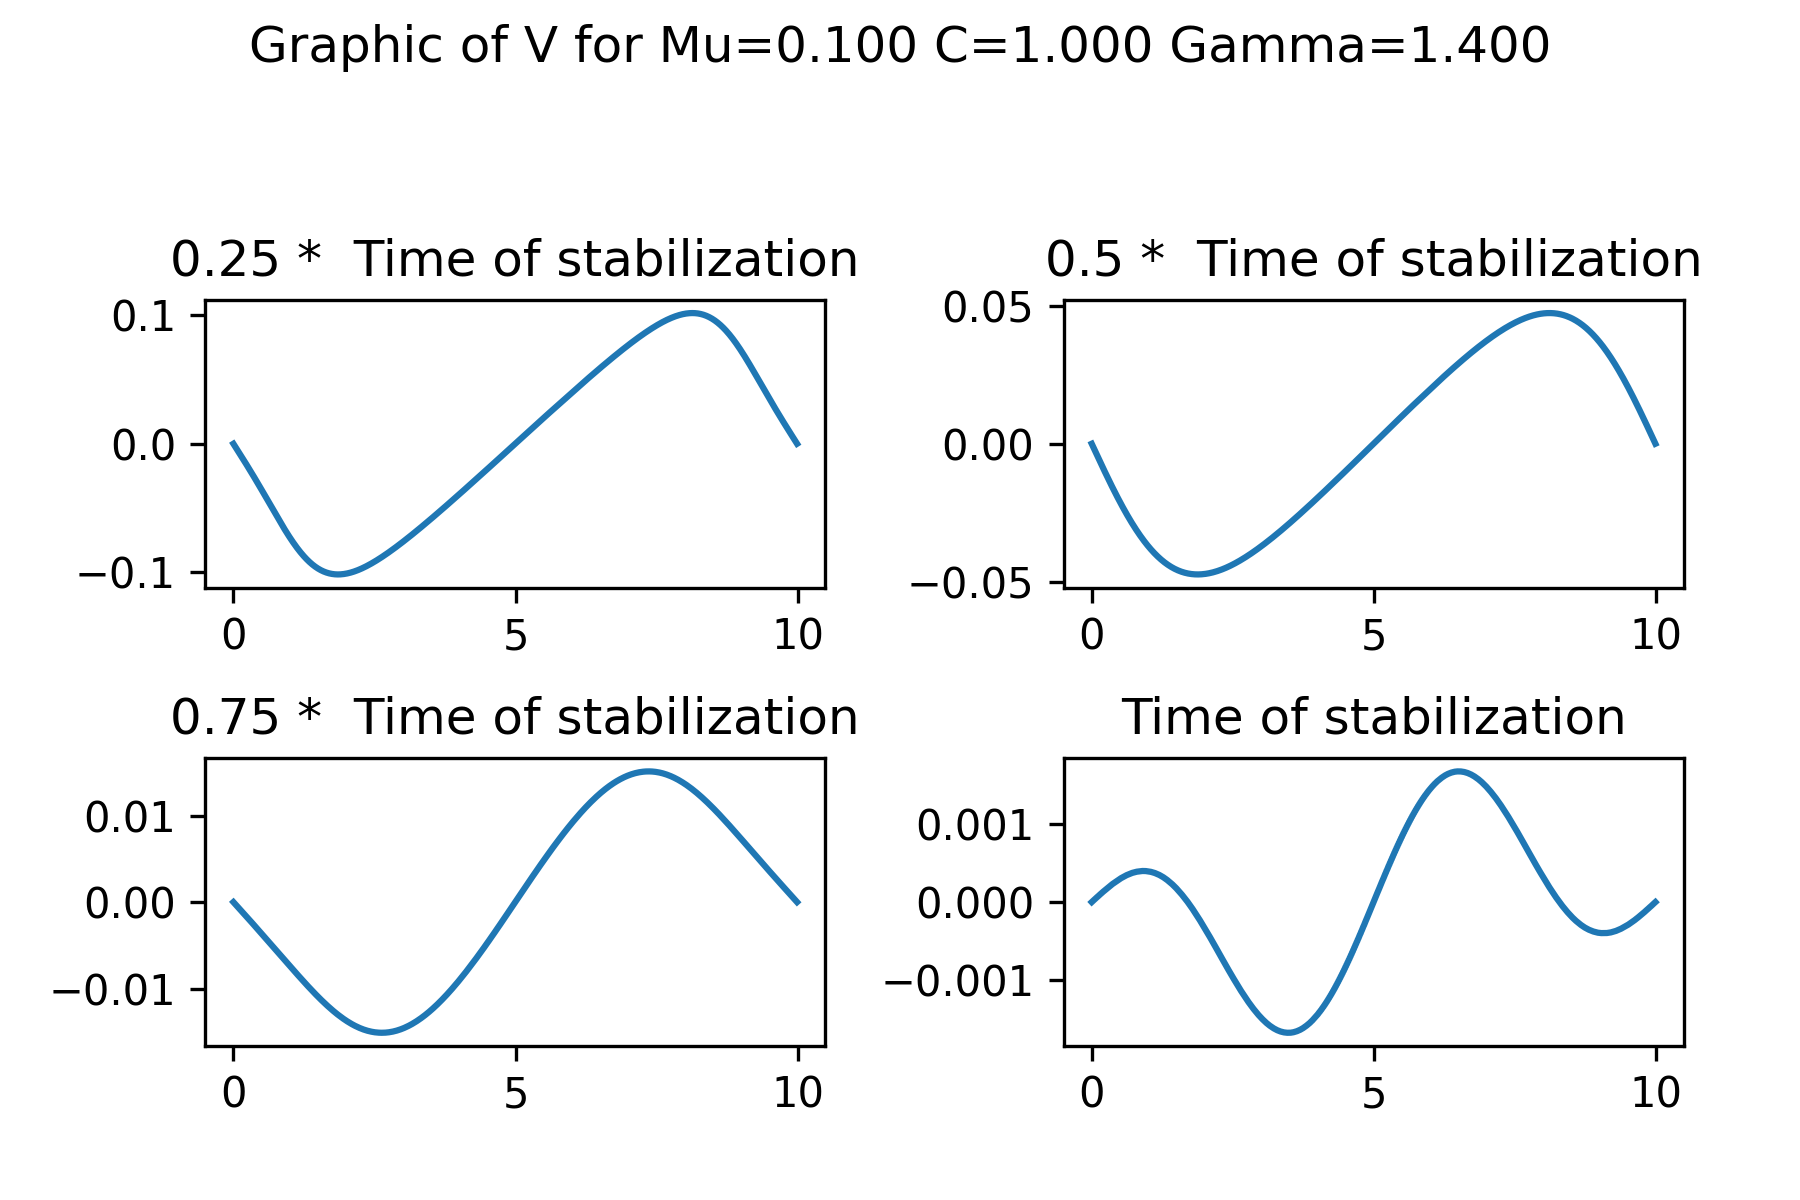 Graphic of V for Mu=0.100 C=1.000 Gamma=1.400
0.25 *  Time of stabilization
0.1
0.0
−0.1
0 5 10
0.5 *  Time of stabilization
0.05
0.00
−0.05
0 5 10
0.75 *  Time of stabilization
0.01
0.00
−0.01
0 5 10
Time of stabilization
0.001
0.000
−0.001
0 5 10